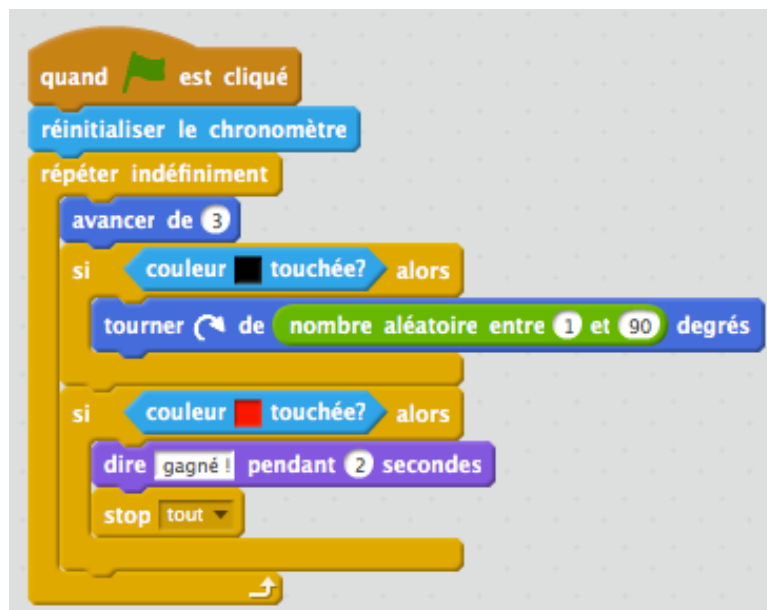 quand est cliqué
réinitialiser le chronomètre
répéter indéfiniment
avancer de 3
si couleur touchée? alors
tourner de nombre aléatoire entre 1 et 90 degrés
si couleur touchée? alors
dire gagné ! pendant 2 secondes
stop tout